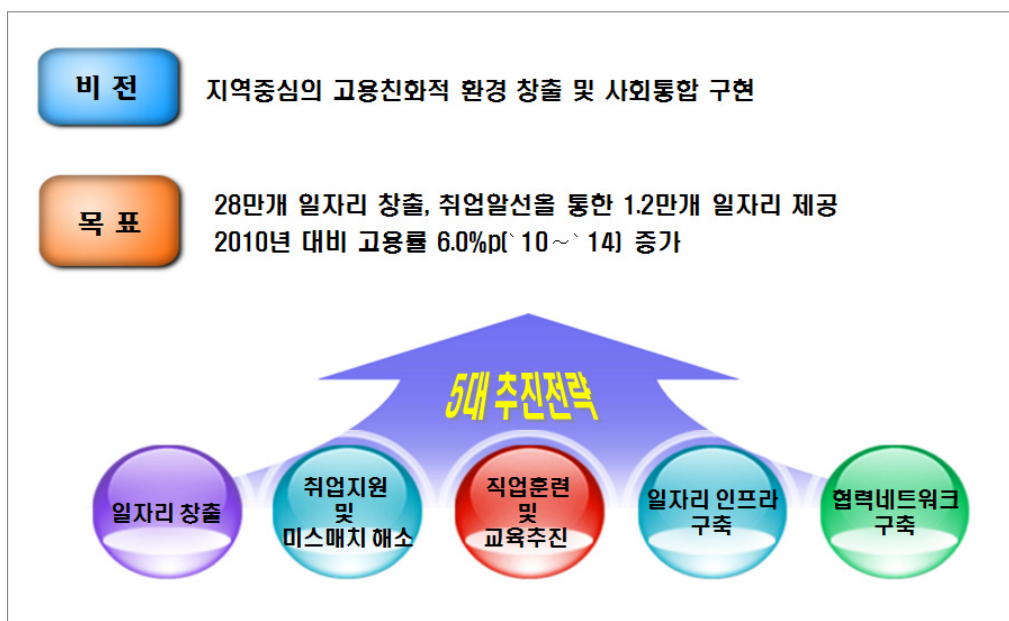 비 전
지역중심의 고용친화적 환경 창출 및 사회통합 구현
목 표
28만개 일자리 창출, 취업알선을 통한 1.2만개 일자리 제공
2010년 대비 고용률 6.0%p(`10～`14) 증가
5대 추진전략
일자리 창출
취업지원
및
미스매치 해소
직업훈련
및
교육추진
일자리 인프라
구축
협력네트워크
구축